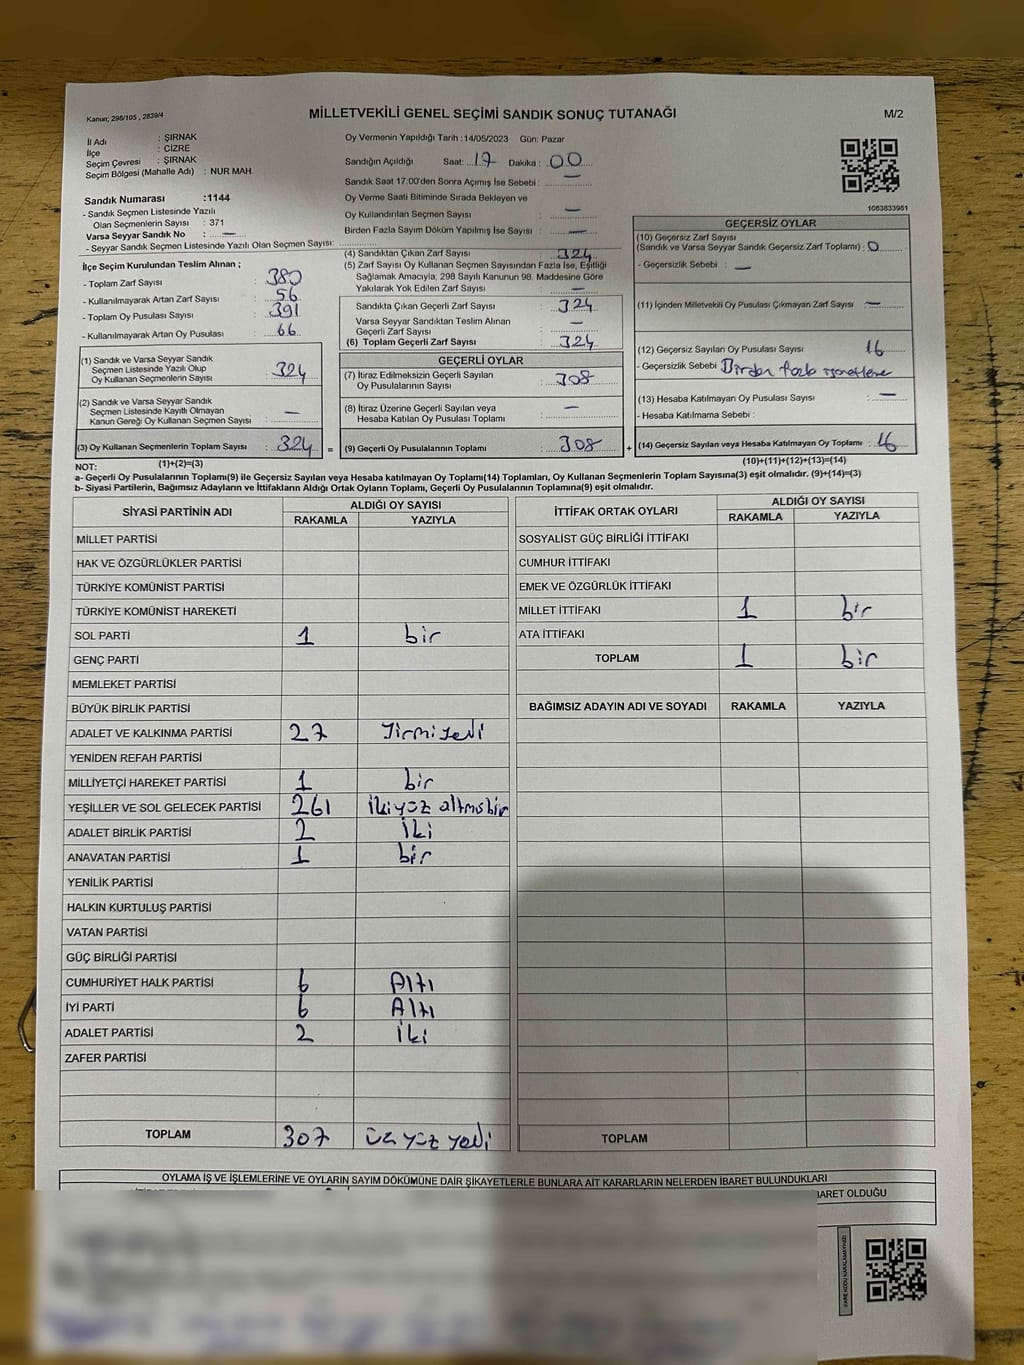 Kanun; 298/105 , 2839/4
MİLLETVEKİLİ GENEL SEÇİMİ SANDIK SONUÇ TUTANAĞI
M/2
İl Adı : ŞIRNAK
İlçe : CİZRE
Seçim Çevresi : ŞIRNAK
Seçim Bölgesi (Mahalle Adı) : NUR MAH.
Sandık Numarası :1144
- Sandık Seçmen Listesinde Yazılı
Olan Seçmenlerin Sayısı : 371
Varsa Seyyar Sandık No : —
- Seyyar Sandık Seçmen Listesinde Yazılı Olan Seçmen Sayısı:
İlçe Seçim Kurulundan Teslim Alınan ;
- Toplam Zarf Sayısı : 380
- Kullanılmayarak Artan Zarf Sayısı : 56
- Toplam Oy Pusulası Sayısı : 391
- Kullanılmayarak Artan Oy Pusulası : 66
(1) Sandık ve Varsa Seyyar Sandık
Seçmen Listesinde Yazılı Olup
Oy Kullanan Seçmenlerin Sayısı : 324
(2) Sandık ve Varsa Seyyar Sandık
Seçmen Listesinde Kayıtlı Olmayan
Kanun Gereği Oy Kullanan Seçmen Sayısı : —
(3) Oy Kullanan Seçmenlerin Toplam Sayısı : 324
Oy Vermenin Yapıldığı Tarih :14/05/2023 Gün: Pazar
Sandığın Açıldığı Saat: 17 Dakika : 00
Sandık Saat 17:00'den Sonra Açımış İse Sebebi : —
Oy Verme Saati Bitiminde Sırada Bekleyen ve
Oy Kullandırılan Seçmen Sayısı : —
Birden Fazla Sayım Döküm Yapılmış İse Sayısı : —
(4) Sandıktan Çıkan Zarf Sayısı : 324
(5) Zarf Sayısı Oy Kullanan Seçmen Sayısından Fazla İse, Eşitliği
Sağlamak Amacıyla, 298 Sayılı Kanunun 98. Maddesine Göre
Yakılarak Yok Edilen Zarf Sayısı : —
Sandıkta Çıkan Geçerli Zarf Sayısı : 324
Varsa Seyyar Sandıktan Teslim Alınan
Geçerli Zarf Sayısı : —
(6) Toplam Geçerli Zarf Sayısı : 324
GEÇERLİ OYLAR
(7) İtiraz Edilmeksizin Geçerli Sayılan
Oy Pusulalarının Sayısı : 308
(8) İtiraz Üzerine Geçerli Sayılan veya
Hesaba Katılan Oy Pusulası Toplamı : —
= (9) Geçerli Oy Pusulalarının Toplamı : 308
1083833961
GEÇERSİZ OYLAR
(10) Geçersiz Zarf Sayısı
(Sandık ve Varsa Seyyar Sandık Geçersiz Zarf Toplamı) : 0
- Geçersizlik Sebebi : —
(11) İçinden Milletvekili Oy Pusulası Çıkmayan Zarf Sayısı : —
(12) Geçersiz Sayılan Oy Pusulası Sayısı : 16
- Geçersizlik Sebebi : Birden fazla işaretleme
(13) Hesaba Katılmayan Oy Pusulası Sayısı : —
- Hesaba Katılmama Sebebi :
+ (14) Geçersiz Sayılan veya Hesaba Katılmayan Oy Toplamı : 16
NOT: (1)+(2)=(3)
(10)+(11)+(12)+(13)=(14)
a- Geçerli Oy Pusulalarının Toplamı(9) ile Geçersiz Sayılan veya Hesaba katılmayan Oy Toplamı(14) Toplamları, Oy Kullanan Seçmenlerin Toplam Sayısına(3) eşit olmalıdır. (9)+(14)=(3)
b- Siyasi Partilerin, Bağımsız Adayların ve İttifakların Aldığı Ortak Oyların Toplamı, Geçerli Oy Pusulalarının Toplamına(9) eşit olmalıdır.
SİYASİ PARTİNİN ADI ALDIĞI OY SAYISI
RAKAMLA YAZIYLA
MİLLET PARTİSİ
HAK VE ÖZGÜRLÜKLER PARTİSİ
TÜRKİYE KOMÜNİST PARTİSİ
TÜRKİYE KOMÜNİST HAREKETİ
SOL PARTİ 1 bir
GENÇ PARTİ
MEMLEKET PARTİSİ
BÜYÜK BİRLİK PARTİSİ
ADALET VE KALKINMA PARTİSİ 27 Yirmiyedi
YENİDEN REFAH PARTİSİ
MİLLİYETÇİ HAREKET PARTİSİ 1 bir
YEŞİLLER VE SOL GELECEK PARTİSİ 261 ikiyüz altmışbir
ADALET BİRLİK PARTİSİ 2 iki
ANAVATAN PARTİSİ 1 bir
YENİLİK PARTİSİ
HALKIN KURTULUŞ PARTİSİ
VATAN PARTİSİ
GÜÇ BİRLİĞİ PARTİSİ
CUMHURİYET HALK PARTİSİ 6 Altı
İYİ PARTİ 6 Altı
ADALET PARTİSİ 2 iki
ZAFER PARTİSİ
TOPLAM 307 üçyüz yedi
İTTİFAK ORTAK OYLARI ALDIĞI OY SAYISI
RAKAMLA YAZIYLA
SOSYALİST GÜÇ BİRLİĞİ İTTİFAKI
CUMHUR İTTİFAKI
EMEK VE ÖZGÜRLÜK İTTİFAKI
MİLLET İTTİFAKI 1 bir
ATA İTTİFAKI
TOPLAM 1 bir
BAĞIMSIZ ADAYIN ADI VE SOYADI RAKAMLA YAZIYLA
TOPLAM
OYLAMA İŞ VE İŞLEMLERİNE VE OYLARIN SAYIM DÖKÜMÜNE DAİR ŞİKAYETLERLE BUNLARA AİT KARARLARIN NELERDEN İBARET BULUNDUKLARI
BARET OLDUĞU